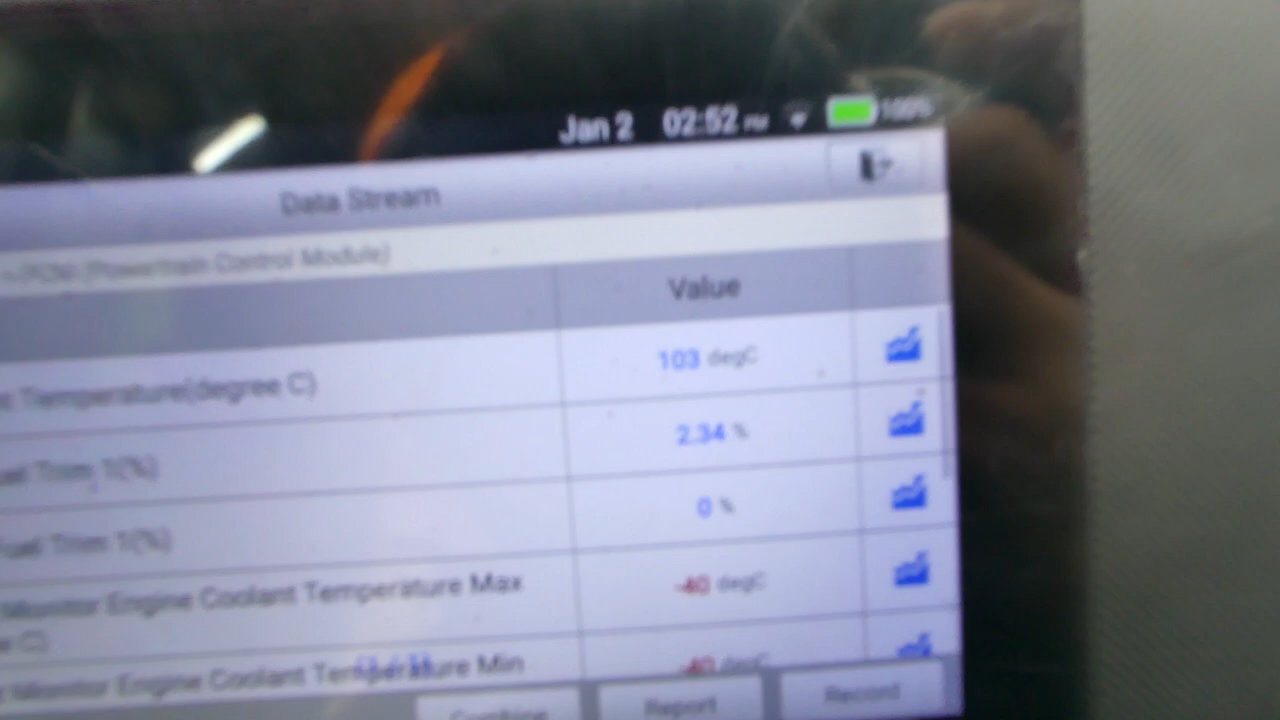 Jan 2 02:52 PM 100%
Data Stream
(Powertrain Control Module)
Value
Temperature(degree C) 103 degC
Trim 1(%) 2.34 %
Fuel Trim 1(%) 0 %
Monitor Engine Coolant Temperature Max -40 degC
Monitor Engine Coolant Temperature Min -40 degC
Combine Report Record